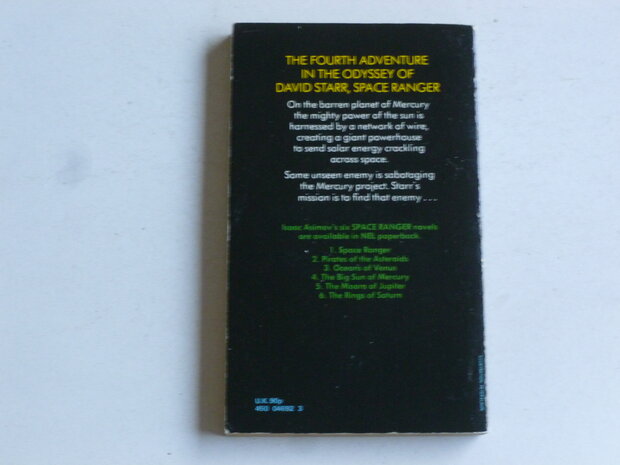 THE FOURTH ADVENTURE
IN THE ODYSSEY OF
DAVID STARR, SPACE RANGER
On the barren planet of Mercury
the mighty power of the sun is
harnessed by a network of wire,
creating a giant powerhouse
to send solar energy crackling
across space.
Some unseen enemy is sabotaging
the Mercury project. Starr's
mission is to find that enemy . . .
Isaac Asimov's six SPACE RANGER novels
are available in NEL paperback.
1. Space Ranger
2. Pirates of the Asteroids
3. Oceans of Venus
4. The Big Sun of Mercury
5. The Moons of Jupiter
6. The Rings of Saturn
U.K. 90p
450 04692 3